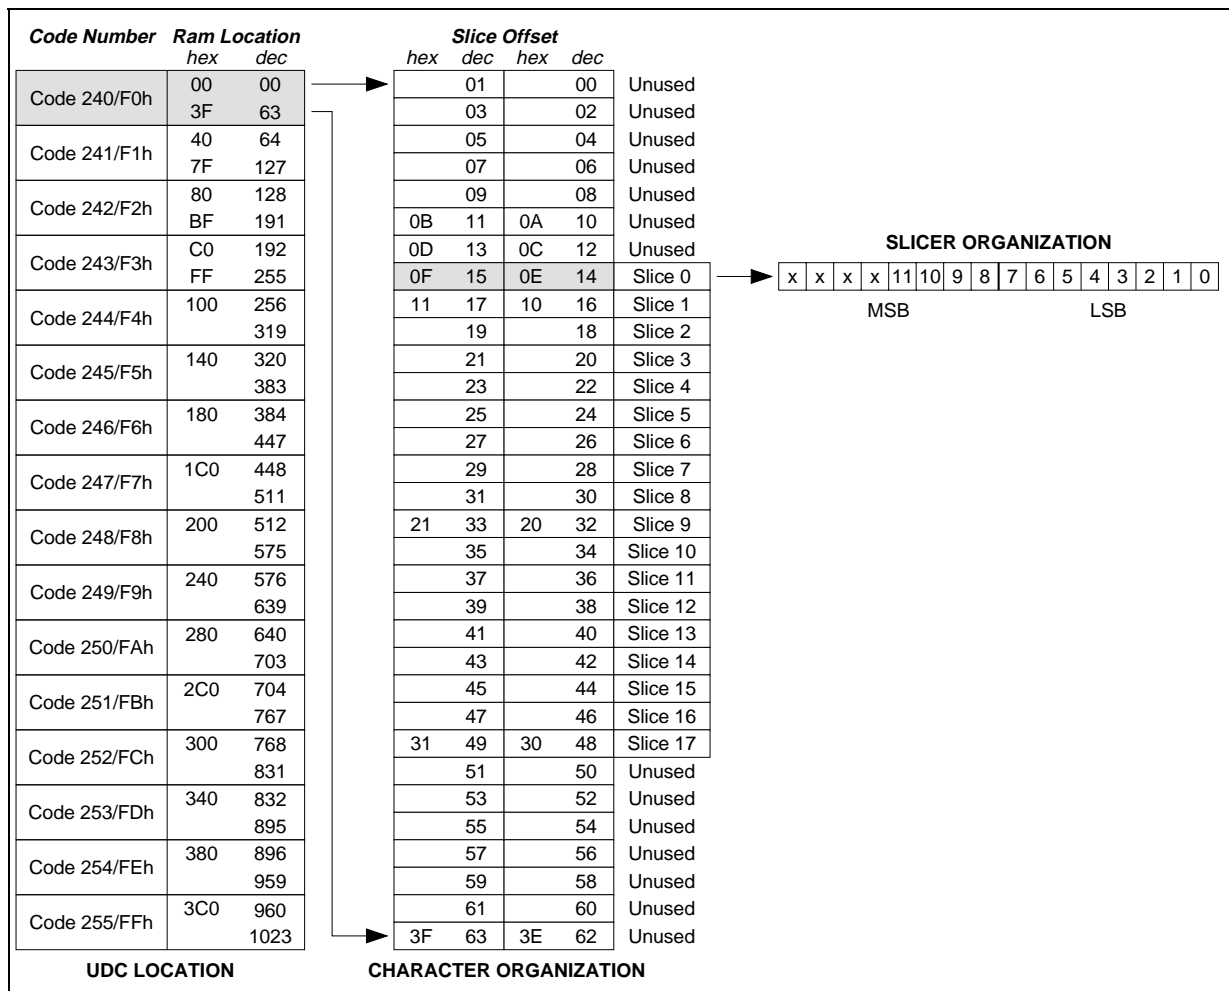 Code Number Ram Location
hex dec
Code 240/F0h 00 00
3F 63
Code 241/F1h 40 64
7F 127
Code 242/F2h 80 128
BF 191
Code 243/F3h C0 192
FF 255
Code 244/F4h 100 256
319
Code 245/F5h 140 320
383
Code 246/F6h 180 384
447
Code 247/F7h 1C0 448
511
Code 248/F8h 200 512
575
Code 249/F9h 240 576
639
Code 250/FAh 280 640
703
Code 251/FBh 2C0 704
767
Code 252/FCh 300 768
831
Code 253/FDh 340 832
895
Code 254/FEh 380 896
959
Code 255/FFh 3C0 960
1023
UDC LOCATION
Slice Offset
hex dec hex dec
01 00 Unused
03 02 Unused
05 04 Unused
07 06 Unused
09 08 Unused
0B 11 0A 10 Unused
0D 13 0C 12 Unused
0F 15 0E 14 Slice 0
11 17 10 16 Slice 1
19 18 Slice 2
21 20 Slice 3
23 22 Slice 4
25 24 Slice 5
27 26 Slice 6
29 28 Slice 7
31 30 Slice 8
21 33 20 32 Slice 9
35 34 Slice 10
37 36 Slice 11
39 38 Slice 12
41 40 Slice 13
43 42 Slice 14
45 44 Slice 15
47 46 Slice 16
31 49 30 48 Slice 17
51 50 Unused
53 52 Unused
55 54 Unused
57 56 Unused
59 58 Unused
61 60 Unused
3F 63 3E 62 Unused
CHARACTER ORGANIZATION
SLICER ORGANIZATION
x x x x 11 10 9 8 7 6 5 4 3 2 1 0
MSB LSB